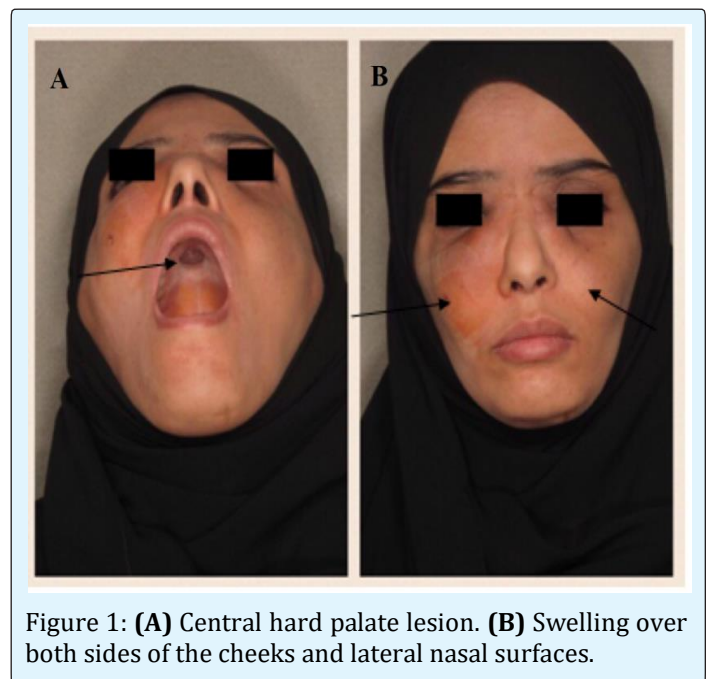 A
B
Figure 1: (A) Central hard palate lesion. (B) Swelling over
both sides of the cheeks and lateral nasal surfaces.